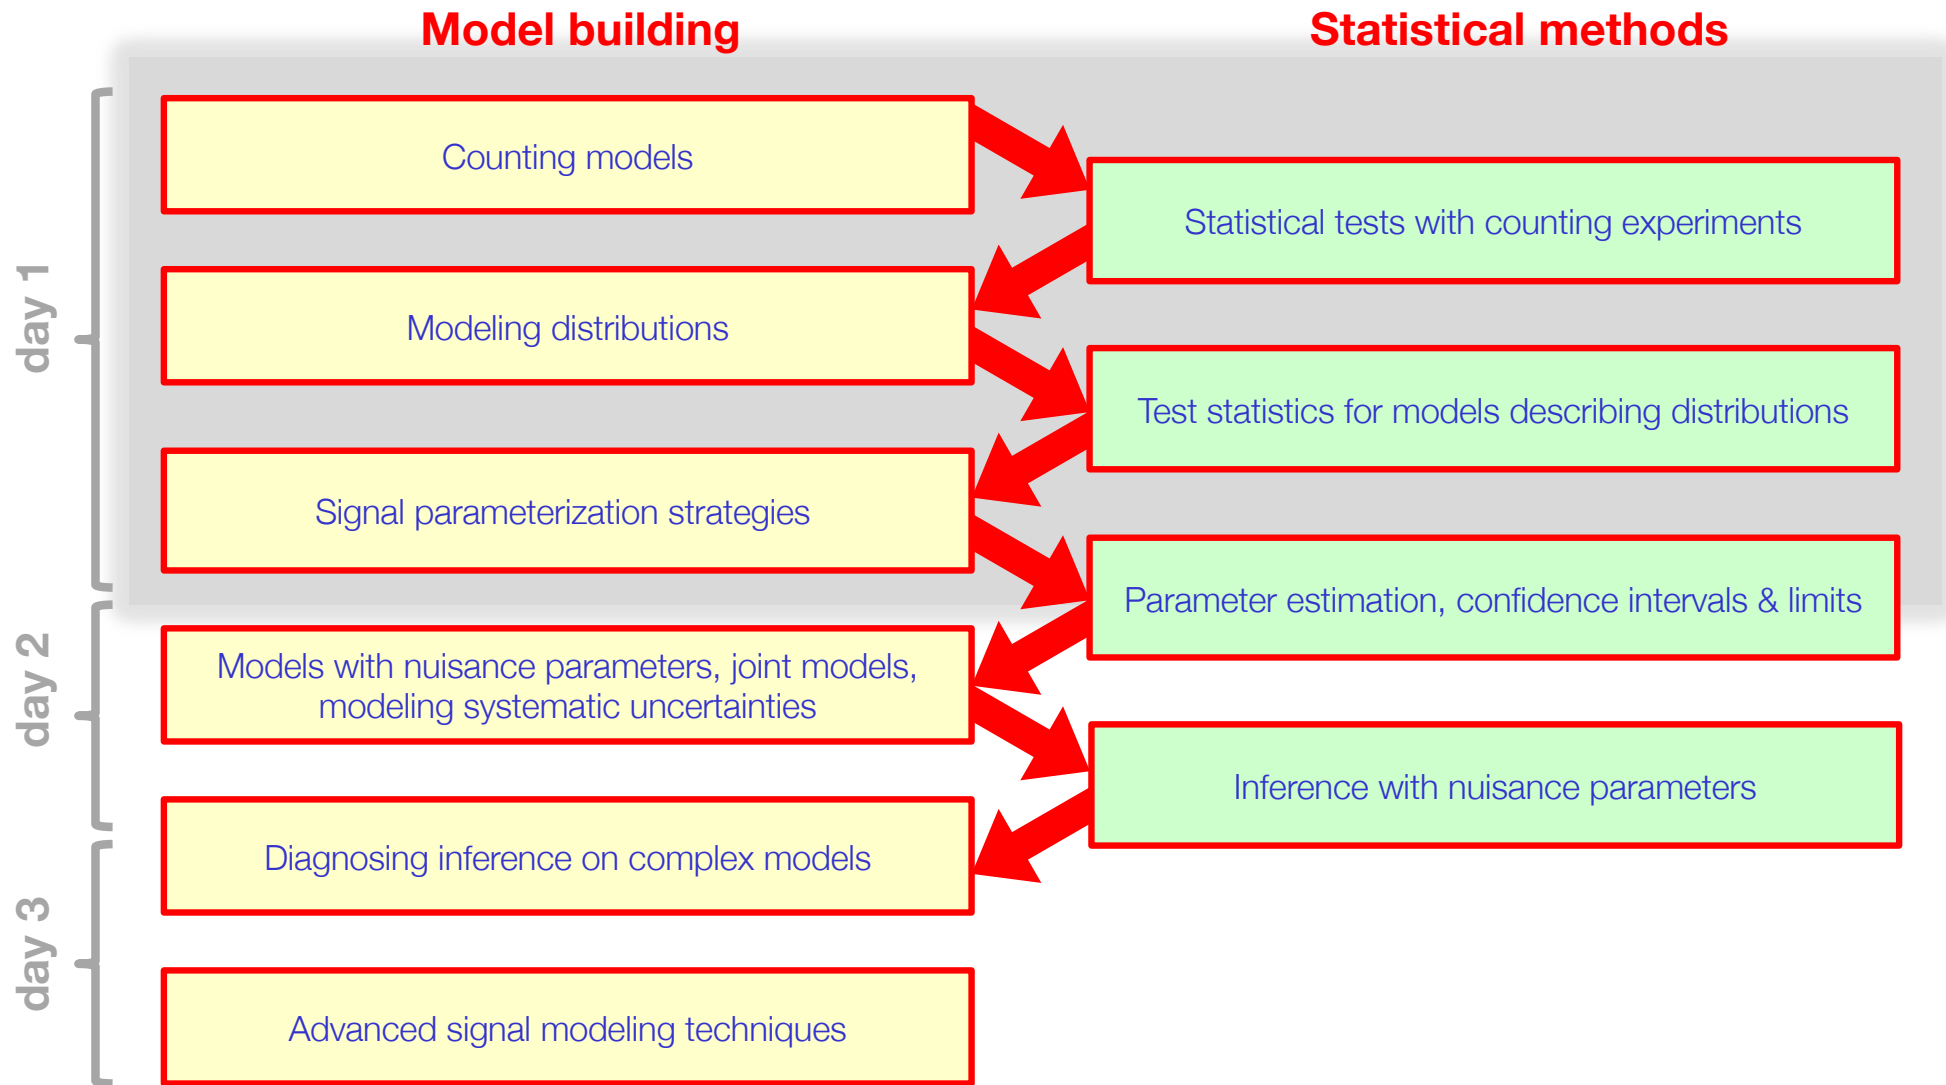 Model building
Statistical methods
day 1
Counting models
Statistical tests with counting experiments
Modeling distributions
Test statistics for models describing distributions
Signal parameterization strategies
Parameter estimation, confidence intervals & limits
day 2
Models with nuisance parameters, joint models,
modeling systematic uncertainties
Inference with nuisance parameters
day 3
Diagnosing inference on complex models
Advanced signal modeling techniques